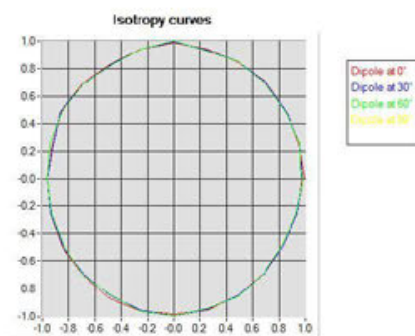 Isotropy curves
1.0
0.8
0.6
0.4
0.2
-0.0
-0.2
-0.4
-0.6
-0.8
-1.0
-1.0 -0.8 -0.6 -0.4 -0.2 -0.0 0.2 0.4 0.6 0.8 1.0
Dipole at 0°
Dipole at 30°
Dipole at 60°
Dipole at